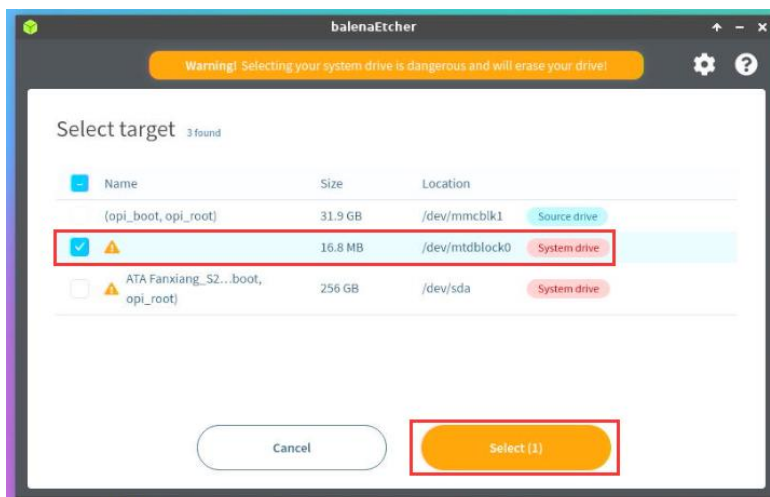 balenaEtcher
Warning! Selecting your system drive is dangerous and will erase your drive!
Select target 3 found
Name Size Location
(opi_boot, opi_root) 31.9 GB /dev/mmcblk1 Source drive
16.8 MB /dev/mtdblock0 System drive
ATA Fanxiang_S2...boot,
opi_root) 256 GB /dev/sda System drive
Cancel Select (1)